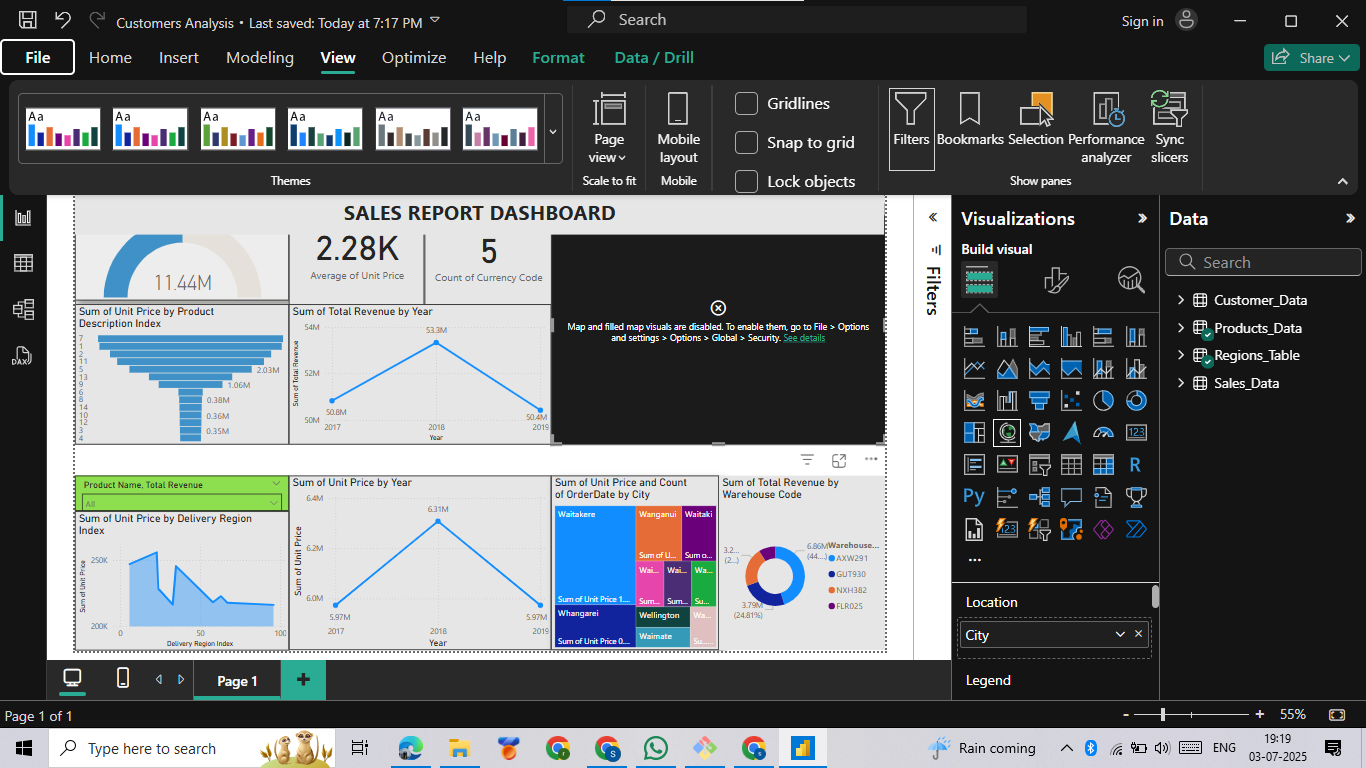 Customers Analysis • Last saved: Today at 7:17 PM
Search
Sign in
File
Home
Insert
Modeling
View
Optimize
Help
Format
Data / Drill
Share
Aa
Aa
Aa
Aa
Aa
Aa
Themes
Page
view
Scale to fit
Mobile
layout
Mobile
Gridlines
Snap to grid
Lock objects
Filters
Bookmarks
Selection
Performance
analyzer
Sync
slicers
Show panes
SALES REPORT DASHBOARD
11.44M
2.28K
Average of Unit Price
5
Count of Currency Code
Map and filled map visuals are disabled. To enable them, go to File > Options
and settings > Options > Global > Security. See details
Sum of Unit Price by Product
Description Index
7
1
2
11
5
2.03M
13
9
1.06M
6
8
0.38M
14
10
0.36M
12
3
0.35M
4
Sum of Total Revenue by Year
Sum of Total Revenue
54M
52M
50M
50.8M
53.3M
50.4M
2017
2018
2019
Year
Product Name, Total Revenue
All
Sum of Unit Price by Delivery Region
Index
Sum of Unit Price
250K
200K
0
50
100
Delivery Region Index
Sum of Unit Price by Year
Sum of Unit Price
6.4M
6.2M
6.0M
5.97M
6.31M
5.97M
2017
2018
2019
Year
Sum of Unit Price and Count
of OrderDate by City
Waitakere
Sum of Unit Price 1....
Whangarei
Sum of Unit Price 0....
Wanganui
Sum of U...
Waitaki
Sum o...
Wai...
Sum...
Wai...
Sum...
Wa...
Su...
Wellington
Waimate
Wa...
Su...
Sum of Total Revenue by
Warehouse Code
6.86M
(44....)
3.79M
(24.81%)
3.2...
(2...)
Warehouse...
AXW291
GUT930
NXH382
FLR025
Filters
Visualizations
Build visual
123
R
Py
123
...
Location
City
Legend
Data
Search
Customer_Data
Products_Data
Regions_Table
Sales_Data
DAX
Page 1
Page 1 of 1
- + 55%
Type here to search
Rain coming
ENG
19:19
03-07-2025